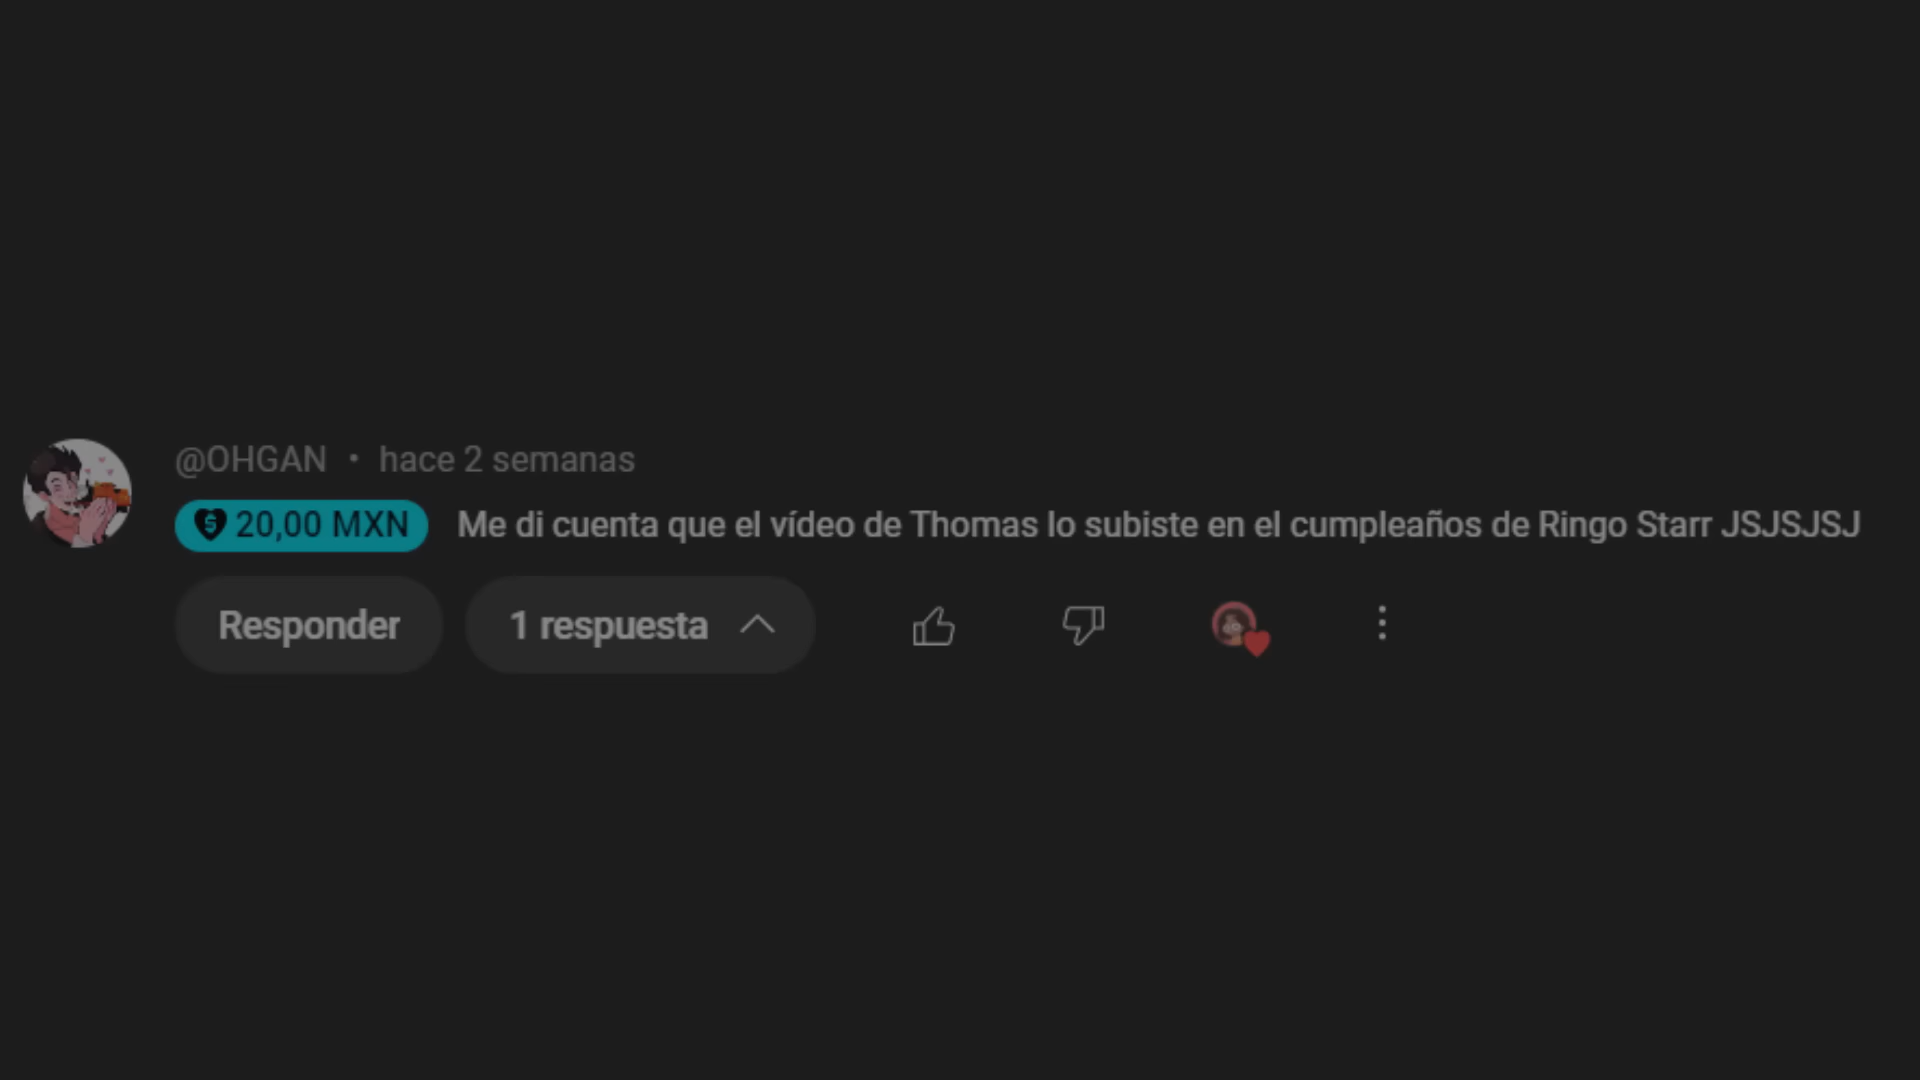 @OHGAN • hace 2 semanas
20,00 MXN Me di cuenta que el vídeo de Thomas lo subiste en el cumpleaños de Ringo Starr JSJSJSJ
Responder 1 respuesta